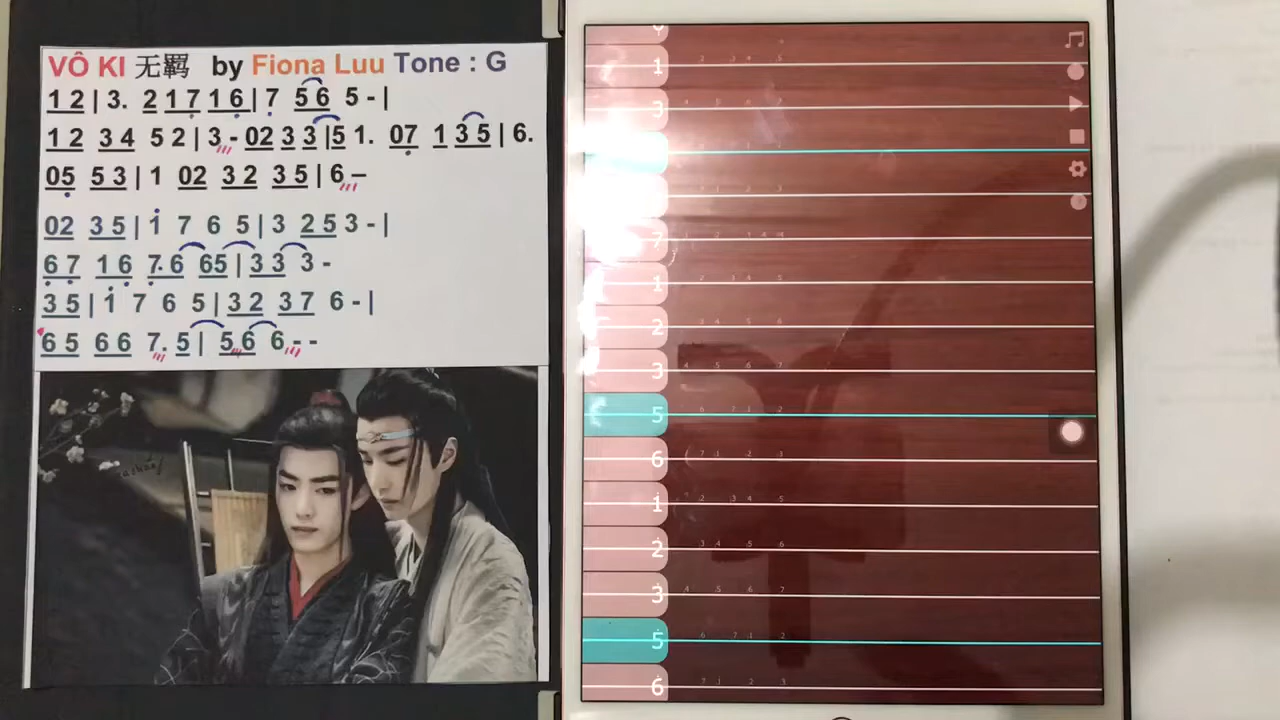 VÔ KI 无羁 by Fiona Luu Tone : G
1 2 | 3. 2 1 7 1 6 | 7 5 6 5 - |
1 2 3 4 5 2 | 3 - 02 3 3 | 5 1. 07 1 3 5 | 6.
05 5 3 | 1 02 3 2 3 5 | 6 –
02 3 5 | 1 7 6 5 | 3 2 5 3 - |
6 7 1 6 7. 6 65 | 3 3 3 -
3 5 | 1 7 6 5 | 3 2 3 7 6 - |
6 5 6 6 7. 5 | 5 6 6 - -
1
3
7
1
2
3
5
6
1
2
3
5
6